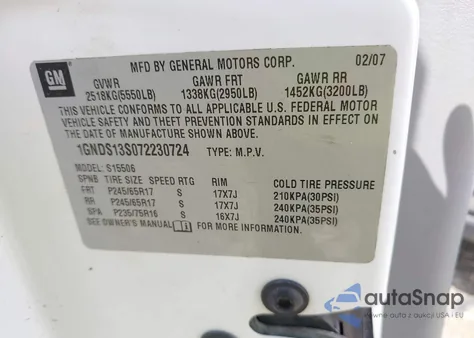 GM
MFD BY GENERAL MOTORS CORP. 02/07
GVWR GAWR FRT GAWR RR
2518KG(5550LB) 1338KG(2950LB) 1452KG(3200LB)
THIS VEHICLE CONFORMS TO ALL APPLICABLE U.S. FEDERAL MOTOR
VEHICLE SAFETY AND THEFT PREVENTION STANDARDS IN EFFECT ON
THE DATE OF MANUFACTURE SHOWN ABOVE.
1GNDS13S072230724 TYPE: M.P.V.
MODEL: S15506
SPNB TIRE SIZE SPEED RTG RIM COLD TIRE PRESSURE
FRT P245/65R17 S 17X7J 210KPA(30PSI)
RR P245/65R17 S 17X7J 240KPA(35PSI)
SPA P235/75R16 S 16X7J 240KPA(35PSI)
SEE OWNER'S MANUAL FOR MORE INFORMATION.
autoSnap